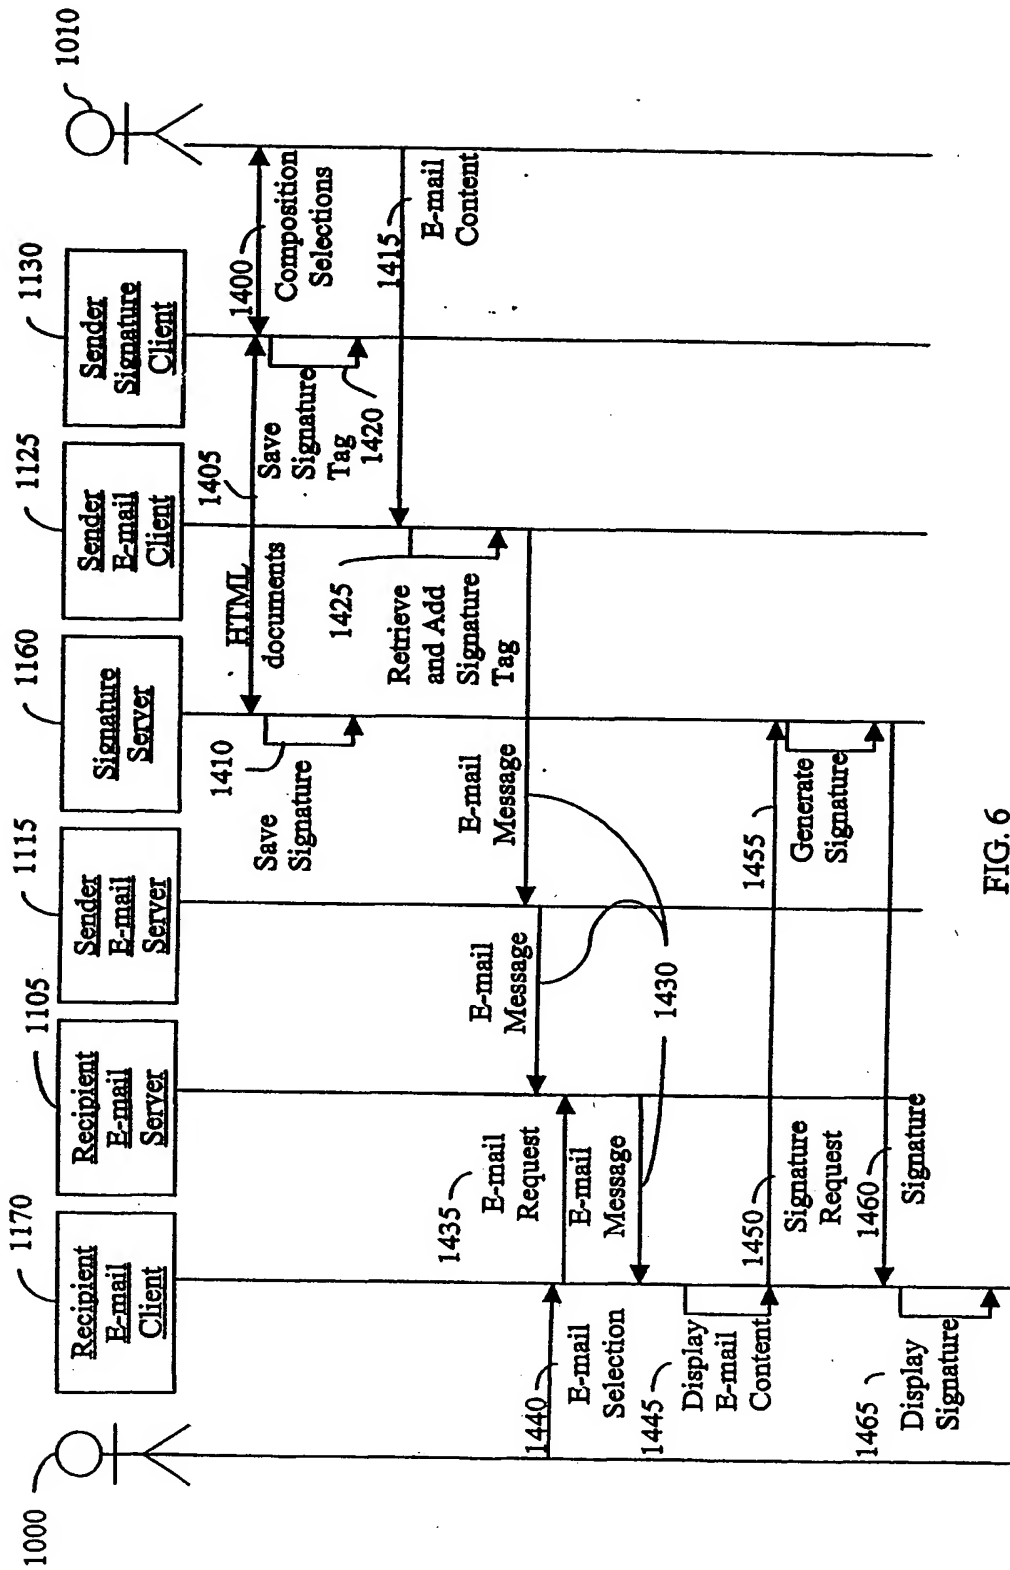 1000
1170
1105
1115
1160
1125
1130
1010
Recipient
E-mail
Client
Recipient
E-mail
Server
Sender
E-mail
Server
Signature
Server
Sender
E-mail
Client
Sender
Signature
Client
1400
Composition
Selections
1405
HTML
documents
1410
Save
Signature
Save
Signature
Tag
1420
1415
E-mail
Content
1425
Retrieve
and Add
Signature
Tag
E-mail
Message
E-mail
Message
1430
1435
E-mail
Request
1440
E-mail
Selection
E-mail
Message
1445
Display
E-mail
Content
1450
Signature
Request
1455
Generate
Signature
1460
Signature
1465
Display
Signature
FIG. 6